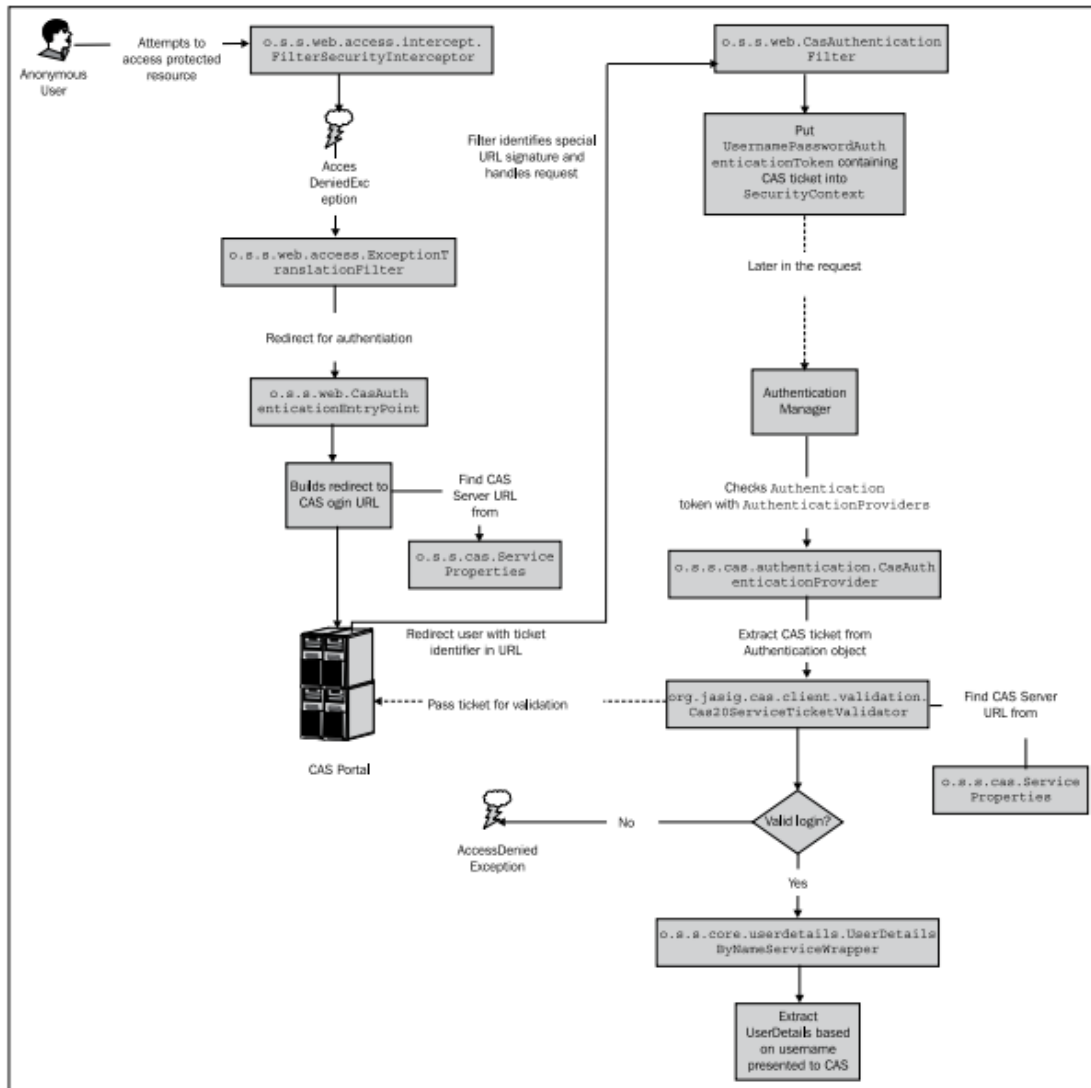 Anonymous
User
Attempts to
access protected
resource
o.s.s.web.access.intercept.
FilterSecurityInterceptor
Acces
DeniedExc
eption
o.s.s.web.access.ExceptionT
ranslationFilter
Redirect for authentiation
o.s.s.web.CasAuth
enticationEntryPoint
Builds redirect to
CAS ogin URL
Find CAS
Server URL
from
o.s.s.cas.Service
Properties
CAS Portal
Redirect user with ticket
identifier in URL
Filter identifies special
URL signature and
handles request
o.s.s.web.CasAuthentication
Filter
Put
UsernamePasswordAuth
enticationToken containing
CAS ticket into
SecurityContext
Later in the request
Authentication
Manager
Checks Authentication
token with AuthenticationProviders
o.s.s.cas.authentication.CasAuth
enticationProvider
Extract CAS ticket from
Authentication object
org.jasig.cas.client.validation.
Cas20ServiceTicketValidator
Pass ticket for validation
Find CAS Server
URL from
o.s.s.cas.Service
Properties
Valid login?
No
AccessDenied
Exception
Yes
o.s.s.core.userdetails.UserDetails
ByNameServiceWrapper
Extract
UserDetails based
on username
presented to CAS